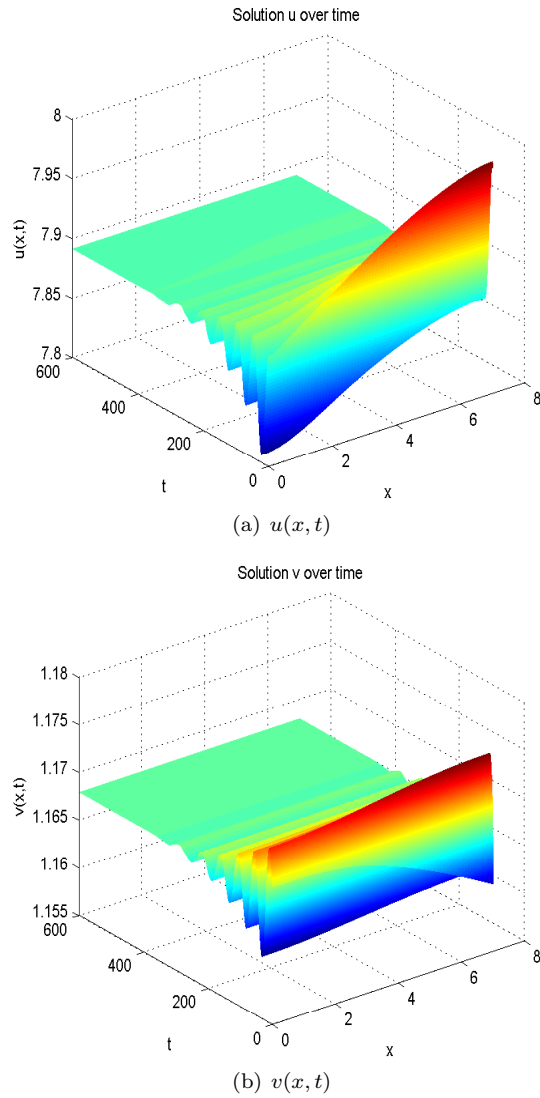 Solution u over time
8
7.95
7.9
7.85
7.8
u(x,t)
600
400
200
0
t
0
2
4
6
8
x
(a) u(x, t)
Solution v over time
1.18
1.175
1.17
1.165
1.16
1.155
v(x,t)
600
400
200
0
t
0
2
4
6
8
x
(b) v(x, t)